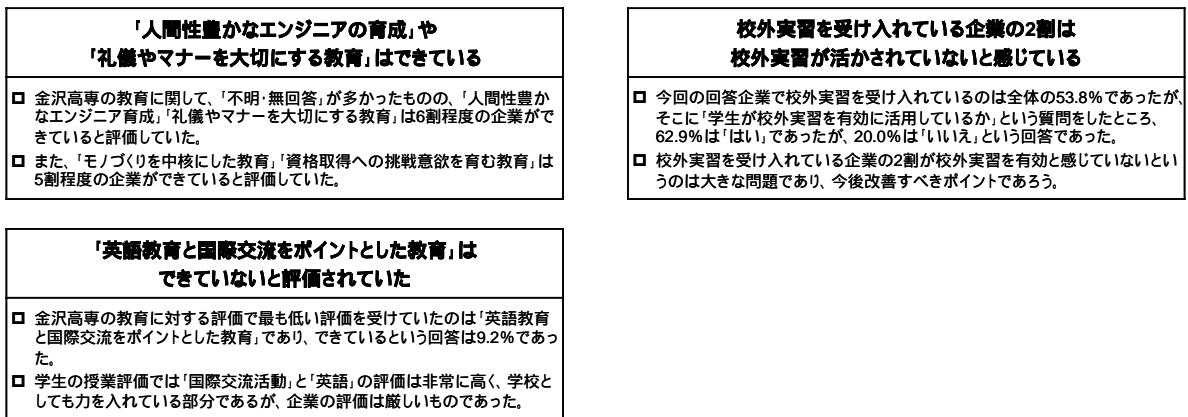 「人間性豊かなエンジニアの育成」や
「礼儀やマナーを大切にする教育」はできている
□ 金沢高専の教育に関して、「不明・無回答」が多かったものの、「人間性豊か
なエンジニア育成」「礼儀やマナーを大切にする教育」は6割程度の企業がで
きていると評価していた。
□ また、「モノづくりを中核にした教育」「資格取得への挑戦意欲を育む教育」は
5割程度の企業ができていると評価していた。
校外実習を受け入れている企業の2割は
校外実習が活かされていないと感じている
□ 今回の回答企業で校外実習を受け入れているのは全体の53.8%であったが、
そこに「学生が校外実習を有効に活用しているか」という質問をしたところ、
62.9%は「はい」であったが、20.0%は「いいえ」という回答であった。
□ 校外実習を受け入れている企業の2割が校外実習を有効と感じていないとい
うのは大きな問題であり、今後改善すべきポイントであろう。
「英語教育と国際交流をポイントとした教育」は
できていないと評価されていた
□ 金沢高専の教育に対する評価で最も低い評価を受けていたのは「英語教育
と国際交流をポイントとした教育」であり、できているという回答は9.2%であっ
た。
□ 学生の授業評価では「国際交流活動」と「英語」の評価は非常に高く、学校と
しても力を入れている部分であるが、企業の評価は厳しいものであった。